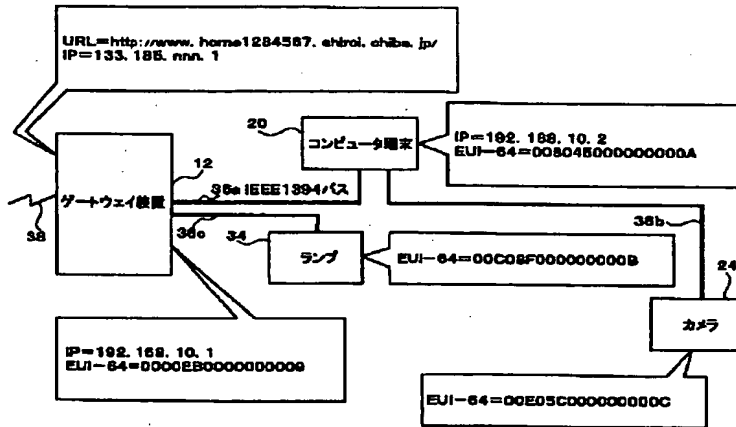 URL=http://www.home1234567.shiroi.chiba.jp/
IP=133.185.nnn.1
20
コンピュータ端末
IP=192.168.10.2
EUI-64=008045000000000A
12
ゲートウェイ装置
36a IEEE1394バス
38
36c
34
ランプ
EUI-64=00C09F000000000B
36b
24
カメラ
IP=192.168.10.1
EUI-64=0000EB0000000009
EUI-64=00E05C000000000C